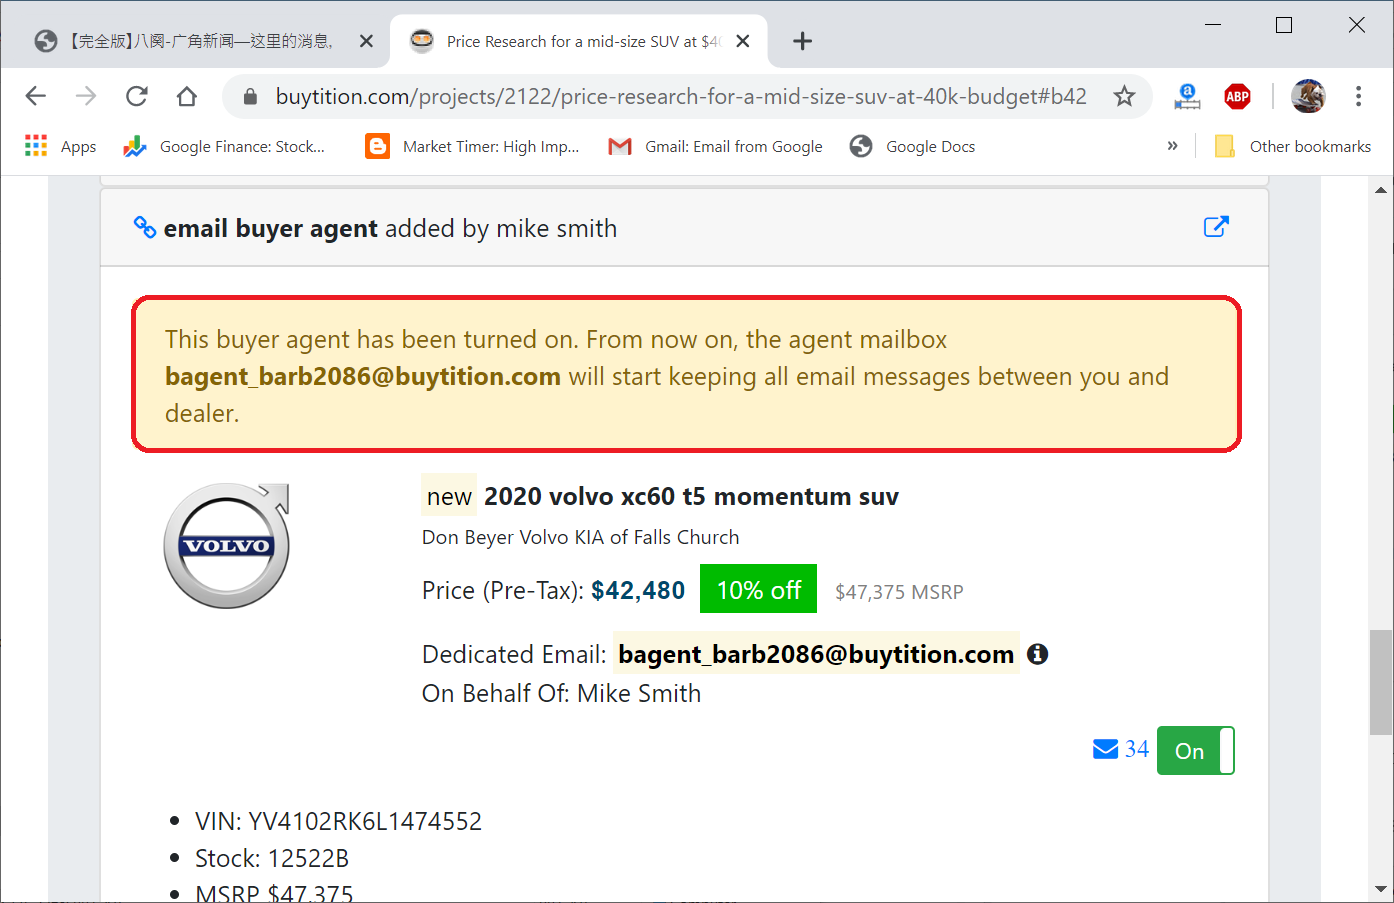 【完全版】八阕-广角新闻—这里的消息,
Price Research for a mid-size SUV at $40
buytition.com/projects/2122/price-research-for-a-mid-size-suv-at-40k-budget#b42
a
ABP
Apps
Google Finance: Stock...
Market Timer: High Imp...
Gmail: Email from Google
Google Docs
»
Other bookmarks
email buyer agent added by mike smith
This buyer agent has been turned on. From now on, the agent mailbox
bagent_barb2086@buytition.com will start keeping all email messages between you and
dealer.
VOLVO
new 2020 volvo xc60 t5 momentum suv
Don Beyer Volvo KIA of Falls Church
Price (Pre-Tax): $42,480 10% off $47,375 MSRP
Dedicated Email: bagent_barb2086@buytition.com
On Behalf Of: Mike Smith
34 On
• VIN: YV4102RK6L1474552
• Stock: 12522B
• MSRP $47,375